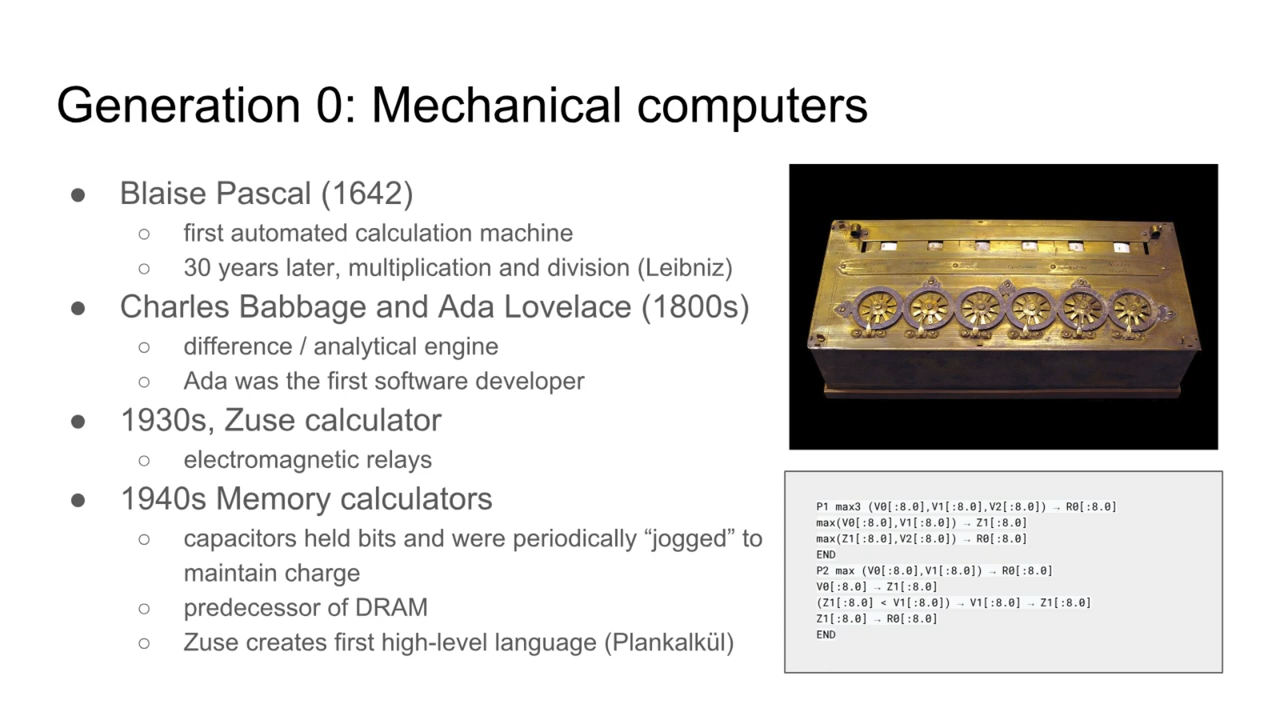 Generation 0: Mechanical computers
● Blaise Pascal (1642)
○ first automated calculation machine
○ 30 years later, multiplication and division (Leibniz)
● Charles Babbage and Ada Lovelace (1800s)
○ difference / analytical engine
○ Ada was the first software developer
● 1930s, Zuse calculator
○ electromagnetic relays
● 1940s Memory calculators
○ capacitors held bits and were periodically “jogged” to
maintain charge
○ predecessor of DRAM
○ Zuse creates first high-level language (Plankalkül)
P1 max3 (V0[:8.0],V1[:8.0],V2[:8.0]) → R0[:8.0]
max(V0[:8.0],V1[:8.0]) → Z1[:8.0]
max(Z1[:8.0],V2[:8.0]) → R0[:8.0]
END
P2 max (V0[:8.0],V1[:8.0]) → R0[:8.0]
V0[:8.0] → Z1[:8.0]
(Z1[:8.0] < V1[:8.0]) → V1[:8.0] → Z1[:8.0]
Z1[:8.0] → R0[:8.0]
END